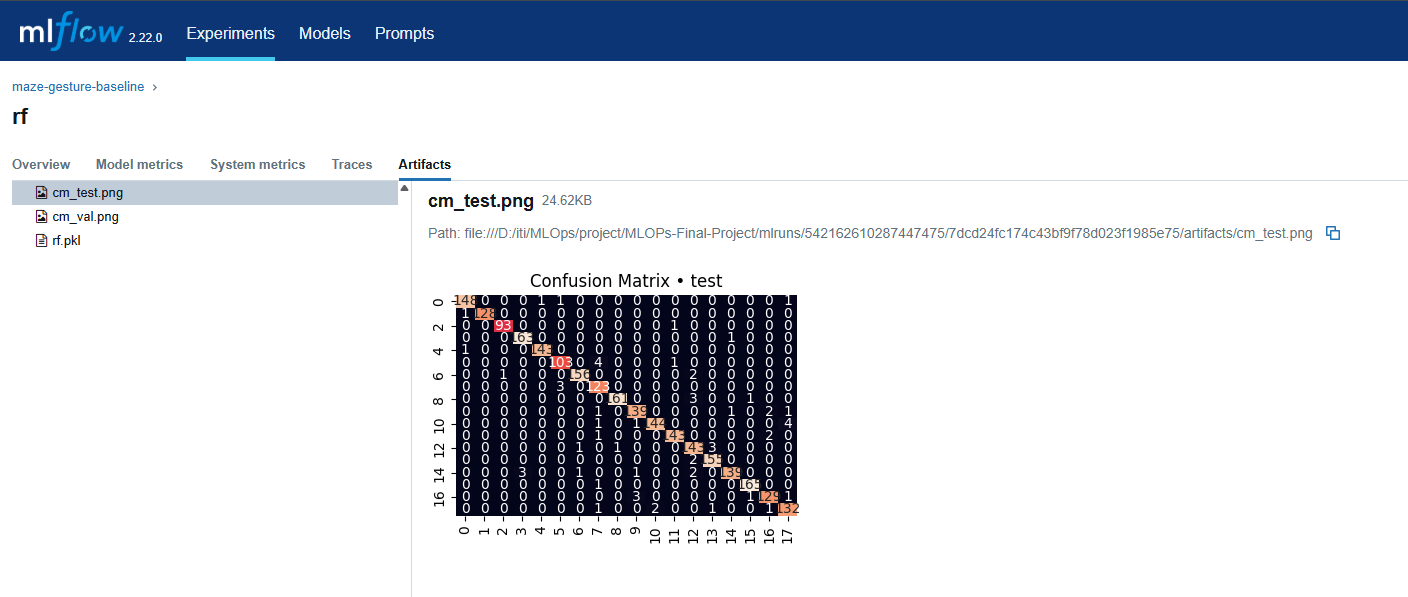 mlflow 2.22.0 Experiments Models Prompts
maze-gesture-baseline ›
rf
Overview Model metrics System metrics Traces Artifacts
cm_test.png
cm_val.png
rf.pkl
cm_test.png 24.62KB
Path: file:///D:/iti/MLOps/project/MLOPs-Final-Project/mlruns/542162610287447475/7dcd24fc174c43bf9f78d023f1985e75/artifacts/cm_test.png
Confusion Matrix • test
0 148 0 0 0 1 1 0 0 0 0 0 0 0 0 0 0 0 1
1 128 0 0 0 0 0 0 0 0 0 0 0 0 0 0 0 0
2 0 0 93 0 0 0 0 0 0 0 0 1 0 0 0 0 0 0
0 0 0 163 0 0 0 0 0 0 0 0 0 0 1 0 0 0
4 1 0 0 0 143 0 0 0 0 0 0 0 0 0 0 0 0 0
0 0 0 0 0 103 0 4 0 0 0 1 0 0 0 0 0 0
6 0 0 1 0 0 0 156 0 0 0 0 0 2 0 0 0 0 0
0 0 0 0 0 3 0 123 0 0 0 0 0 0 0 0 0 0
8 0 0 0 0 0 0 0 0 161 0 0 0 3 0 0 1 0 0
0 0 0 0 0 0 0 1 0 139 0 0 0 0 1 0 2 1
10 0 0 0 0 0 0 0 1 0 1 144 0 0 0 0 0 0 4
0 0 0 0 0 0 0 1 0 0 0 143 0 0 0 0 2 0
12 0 0 0 0 0 0 1 0 1 0 0 0 143 3 0 0 0 0
0 0 0 0 0 0 0 0 0 0 0 0 2 155 0 0 0 0
14 0 0 0 3 0 0 1 0 0 1 0 0 2 0 139 0 0 0
0 0 0 0 0 0 0 1 0 0 0 0 0 0 0 165 0 0
16 0 0 0 0 0 0 0 0 0 3 0 0 0 0 0 1 129 1
0 0 0 0 0 0 0 1 0 0 2 0 0 1 0 0 1 132
0 1 2 3 4 5 6 7 8 9 10 11 12 13 14 15 16 17